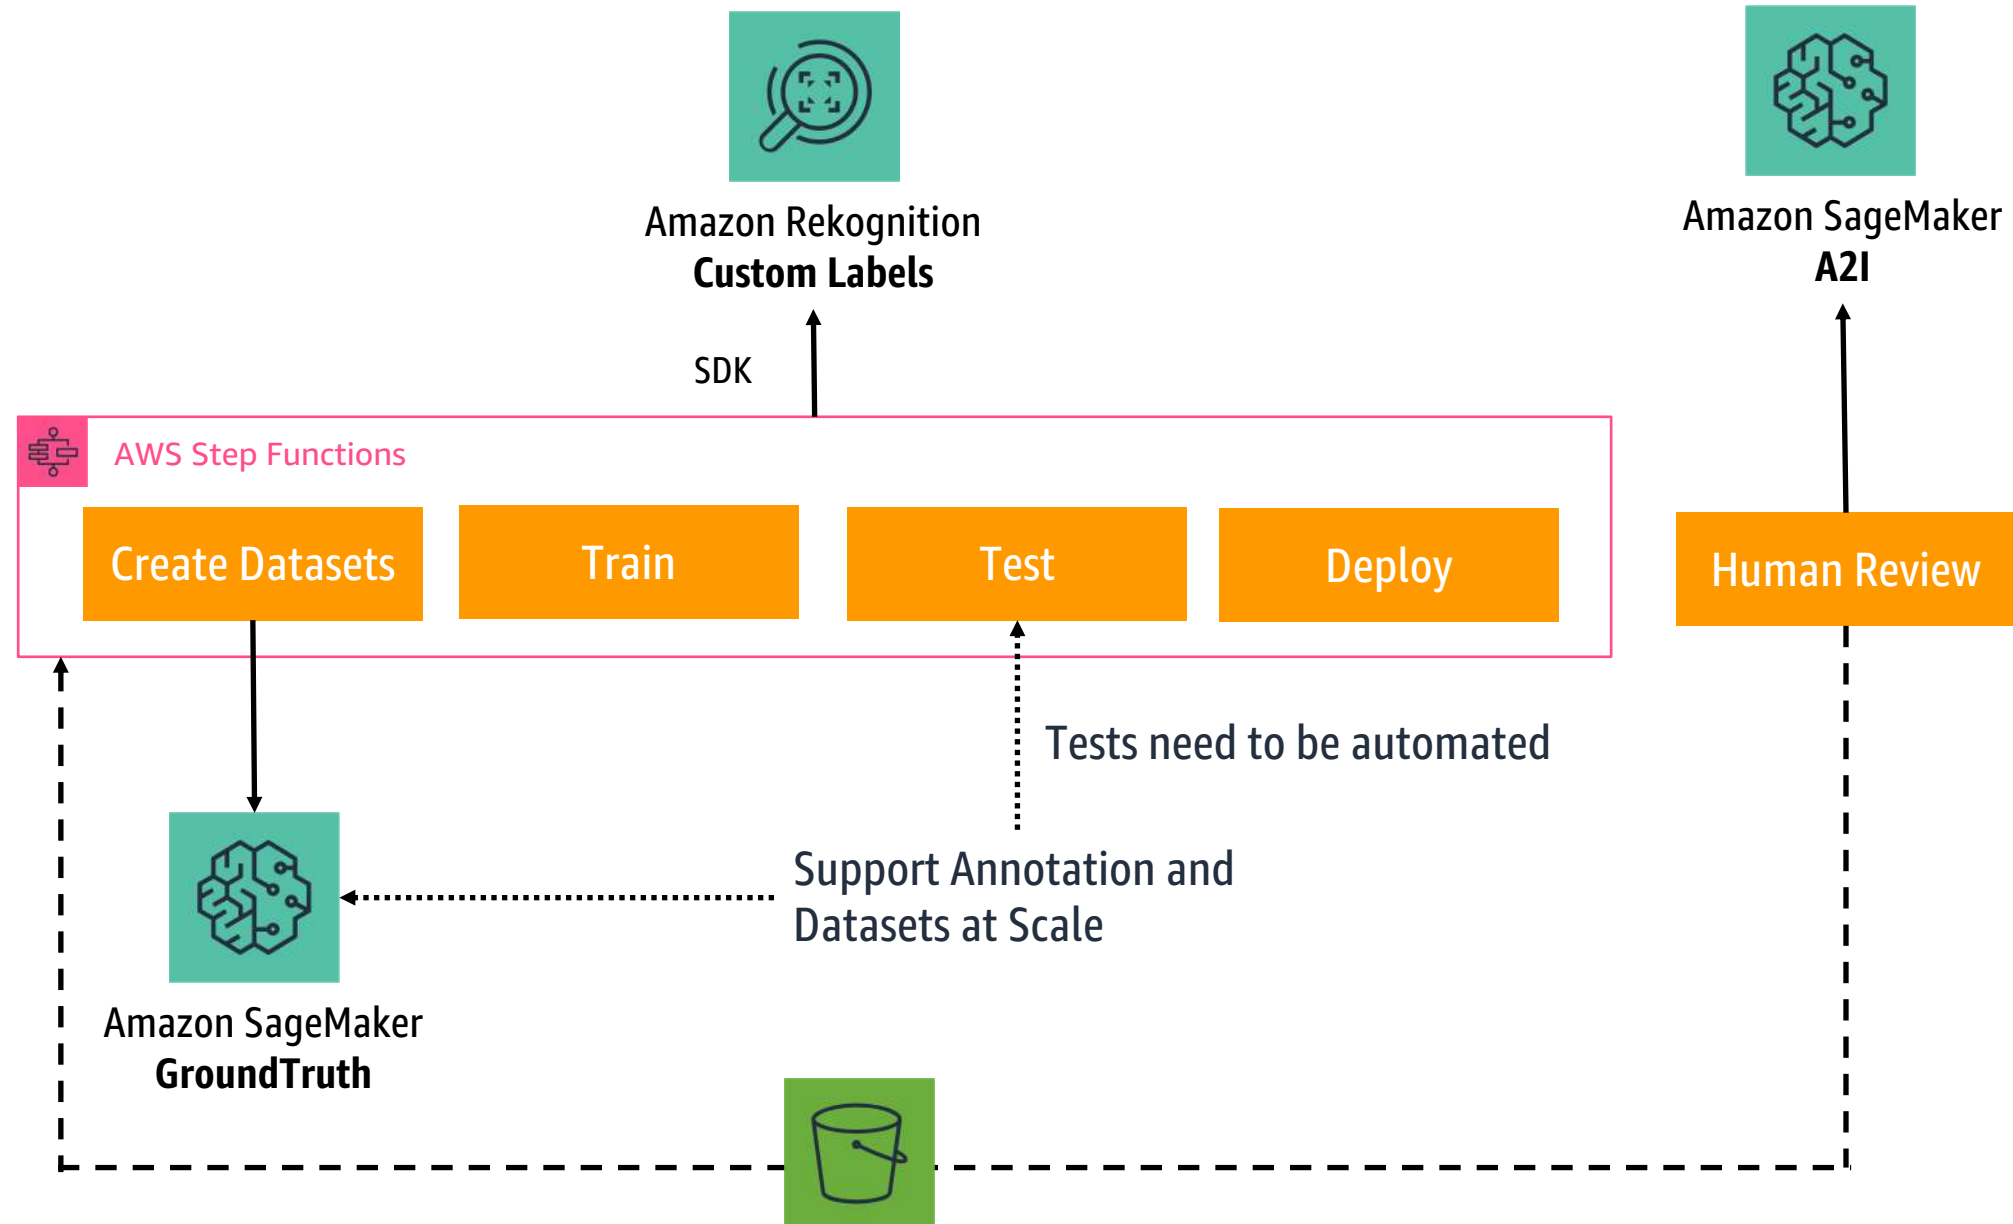 Amazon Rekognition
Custom Labels
Amazon SageMaker
A2I
SDK
AWS Step Functions
Create Datasets
Train
Test
Deploy
Human Review
Tests need to be automated
Support Annotation and
Datasets at Scale
Amazon SageMaker
GroundTruth